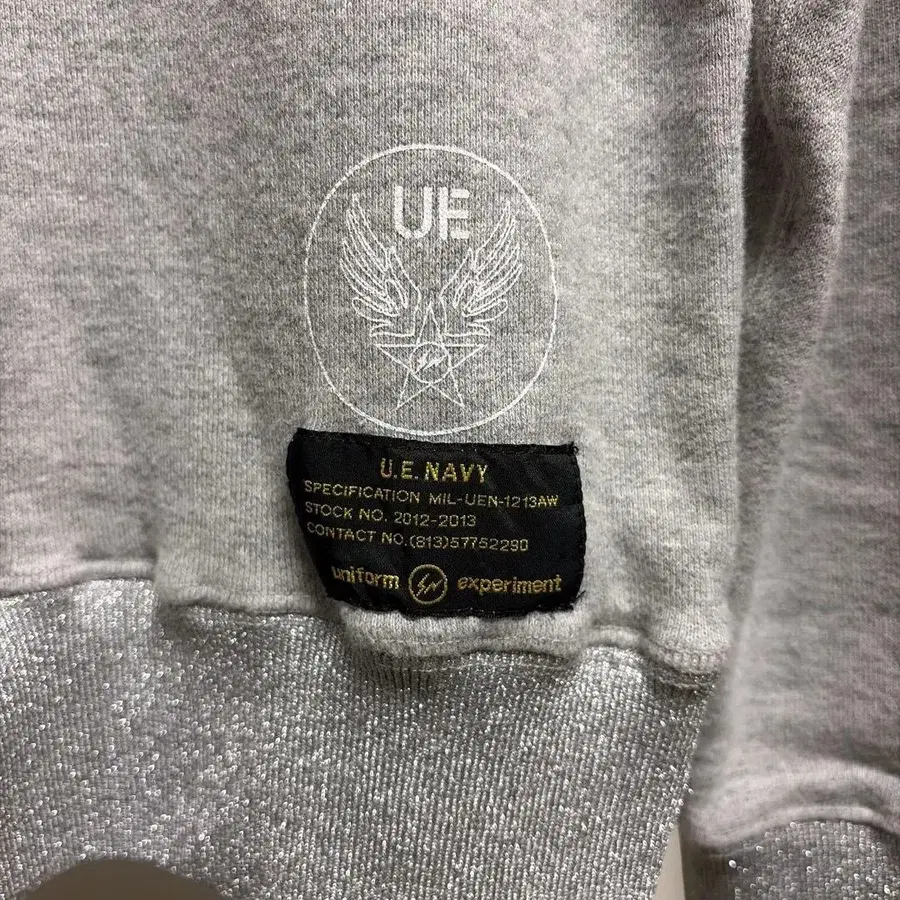 UE
U.E. NAVY
SPECIFICATION MIL-UEN-1213AW
STOCK NO. 2012-2013
CONTACT NO.(813)57752290
uniform experiment